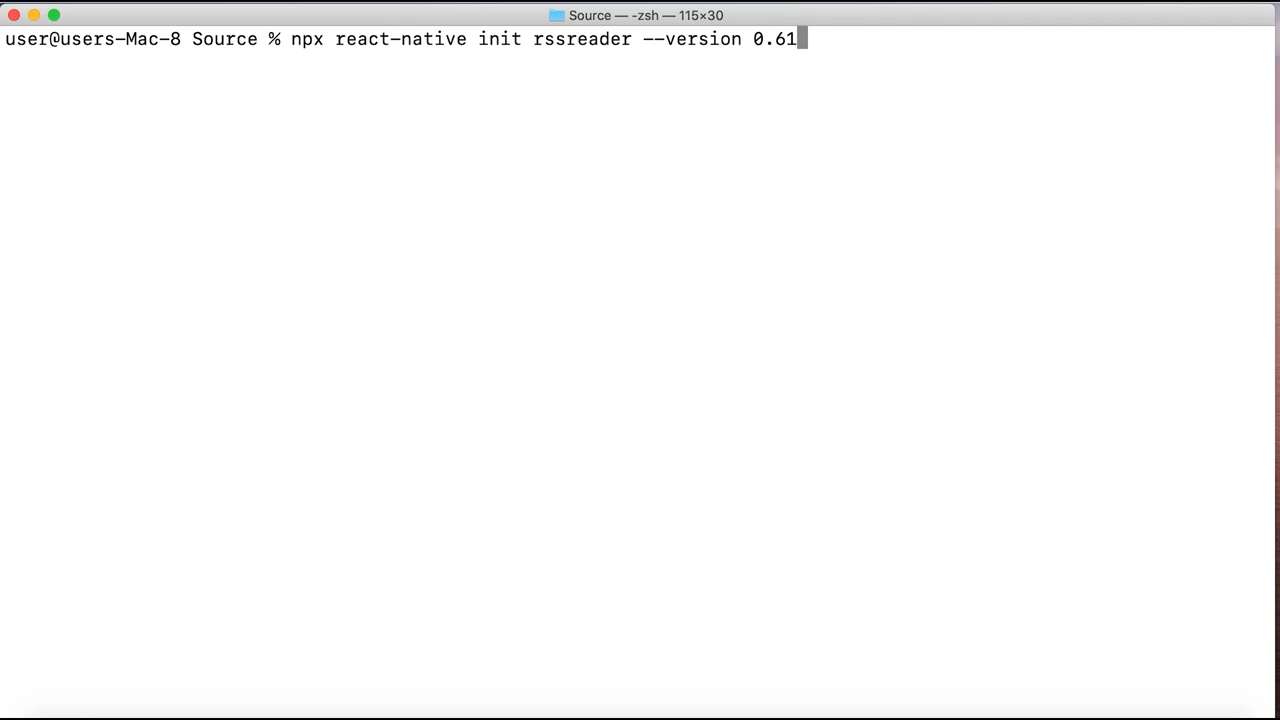 Source — -zsh — 115×30
user@users-Mac-8 Source % npx react-native init rssreader --version 0.61